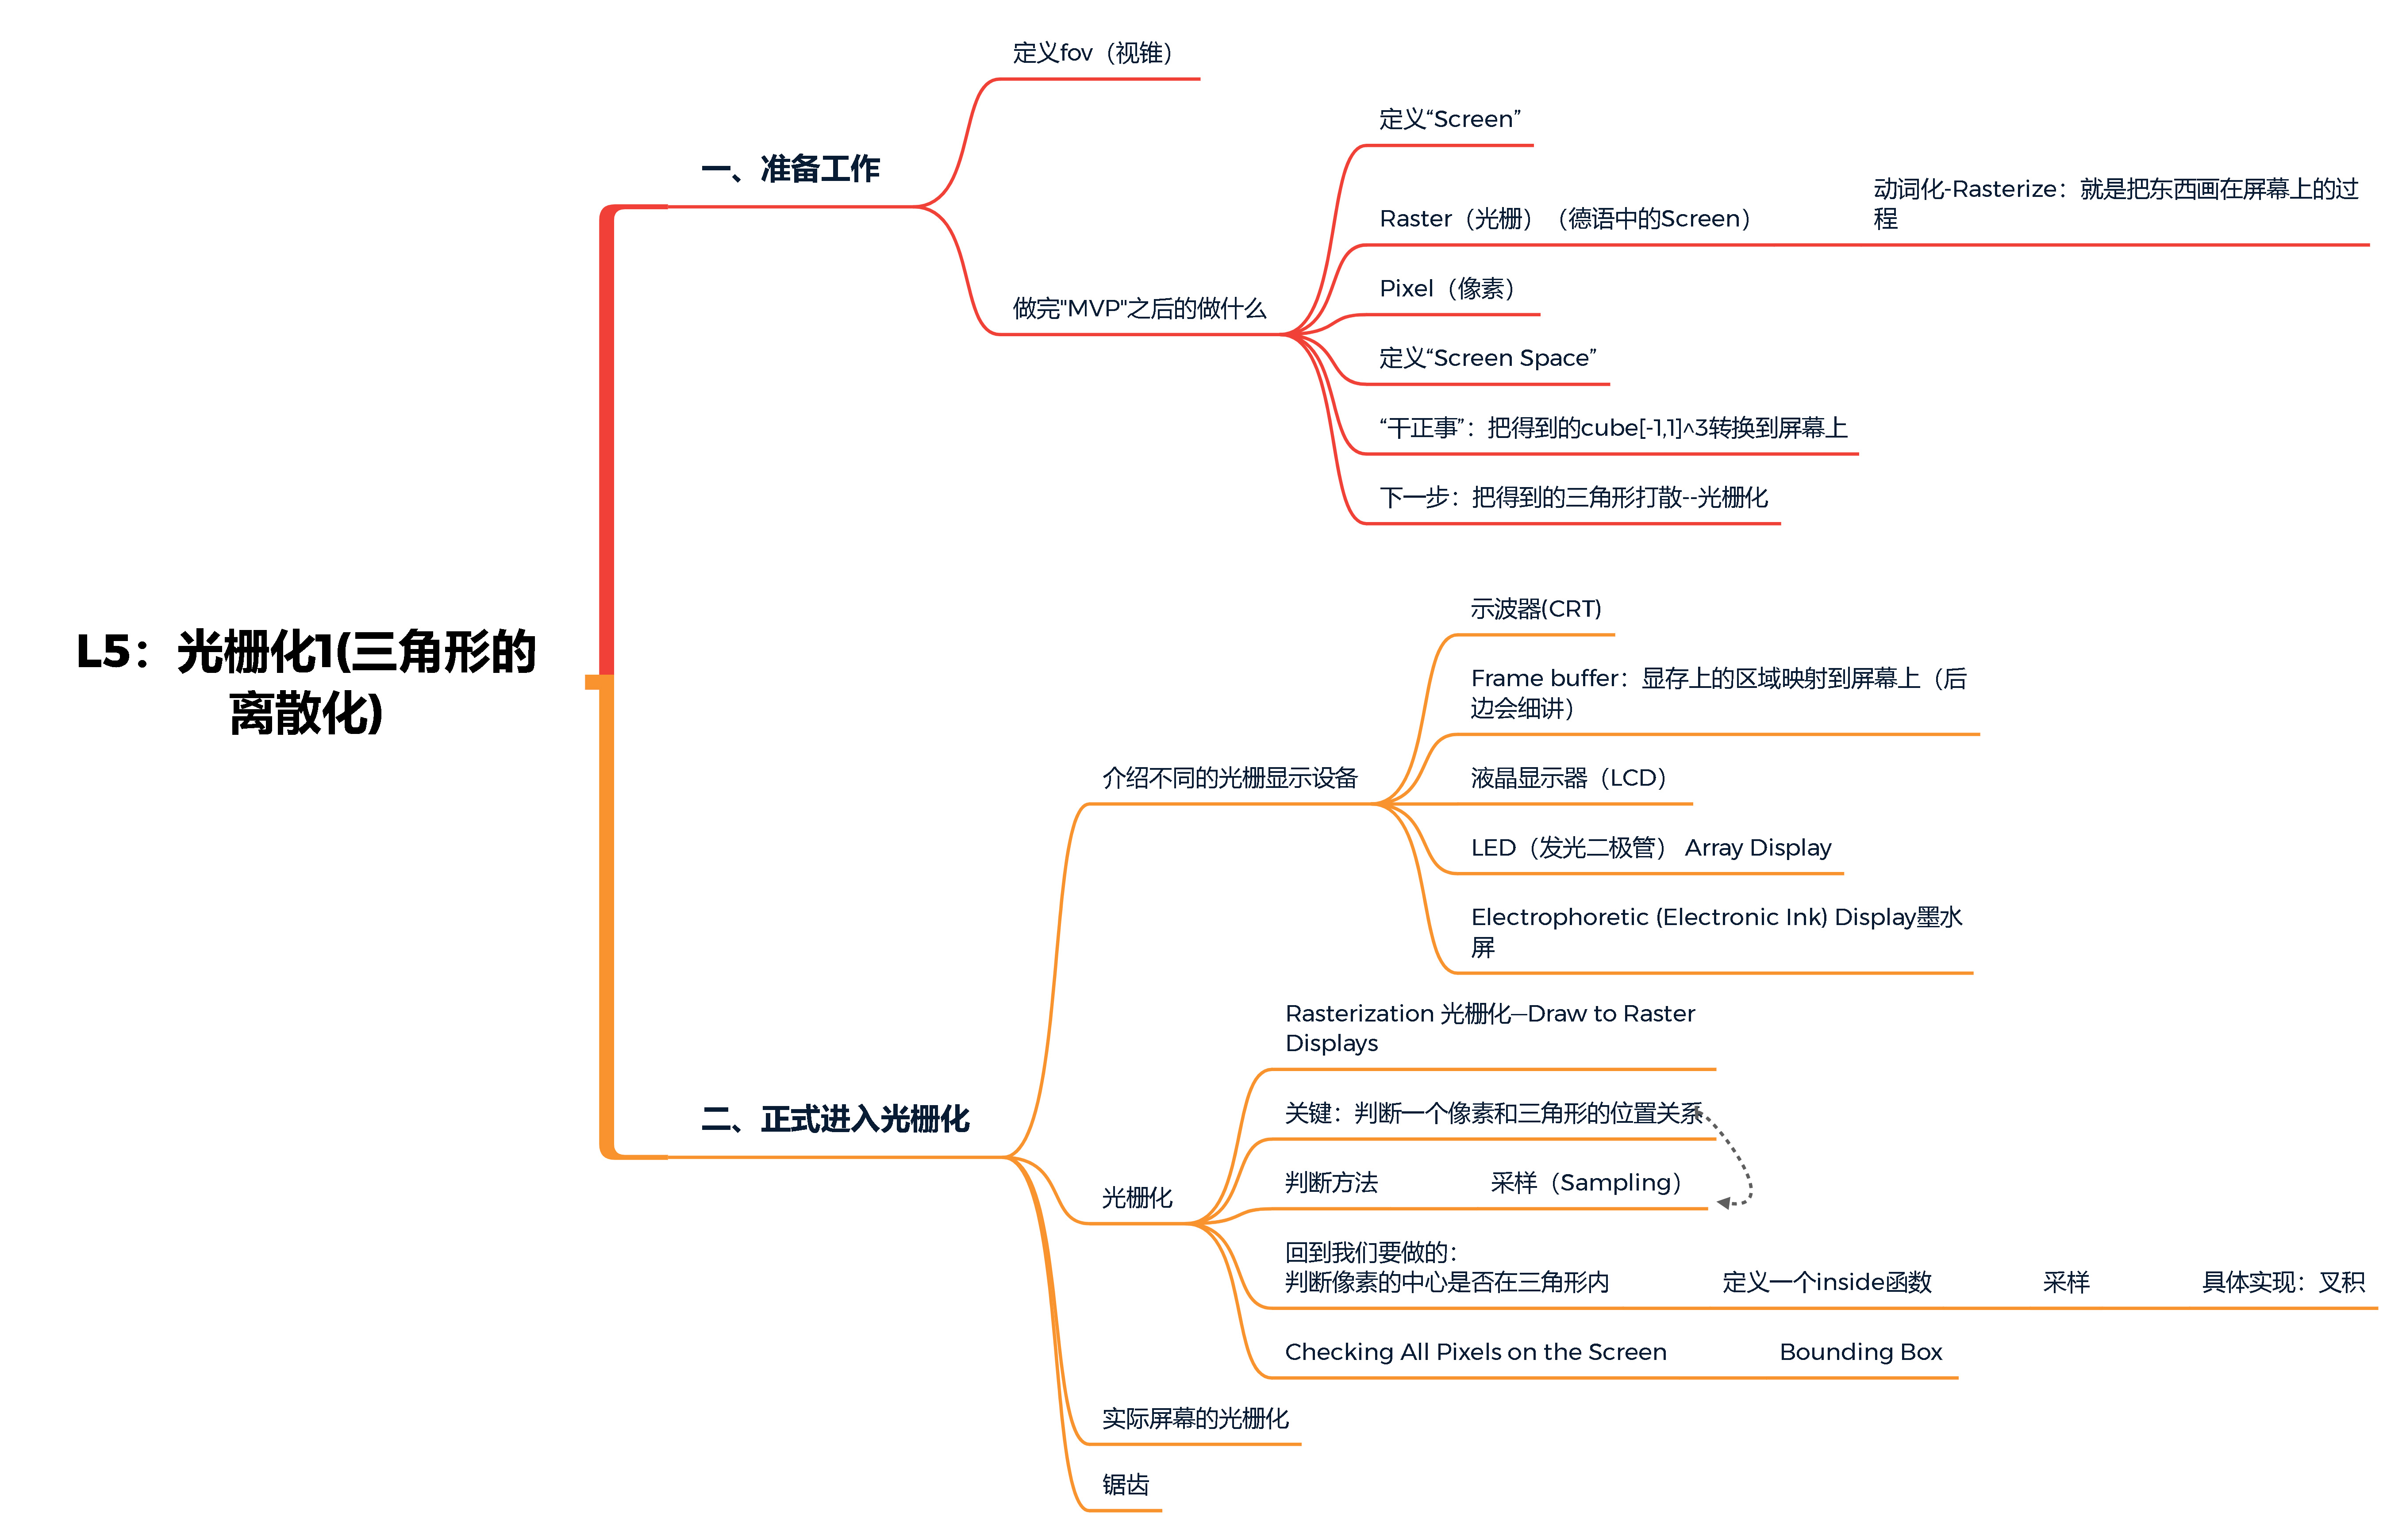 L5：光栅化1(三角形的
离散化)
一、准备工作
定义fov（视锥）
做完"MVP"之后的做什么
定义“Screen”
Raster（光栅）（德语中的Screen）
动词化-Rasterize：就是把东西画在屏幕上的过
程
Pixel（像素）
定义“Screen Space”
“干正事”：把得到的cube[-1,1]^3转换到屏幕上
下一步：把得到的三角形打散--光栅化
二、正式进入光栅化
介绍不同的光栅显示设备
示波器(CRT)
Frame buffer：显存上的区域映射到屏幕上（后
边会细讲）
液晶显示器（LCD）
LED（发光二极管） Array Display
Electrophoretic (Electronic Ink) Display墨水
屏
光栅化
Rasterization 光栅化—Draw to Raster
Displays
关键：判断一个像素和三角形的位置关系
判断方法
采样（Sampling）
回到我们要做的：
判断像素的中心是否在三角形内
定义一个inside函数
采样
具体实现：叉积
Checking All Pixels on the Screen
Bounding Box
实际屏幕的光栅化
锯齿